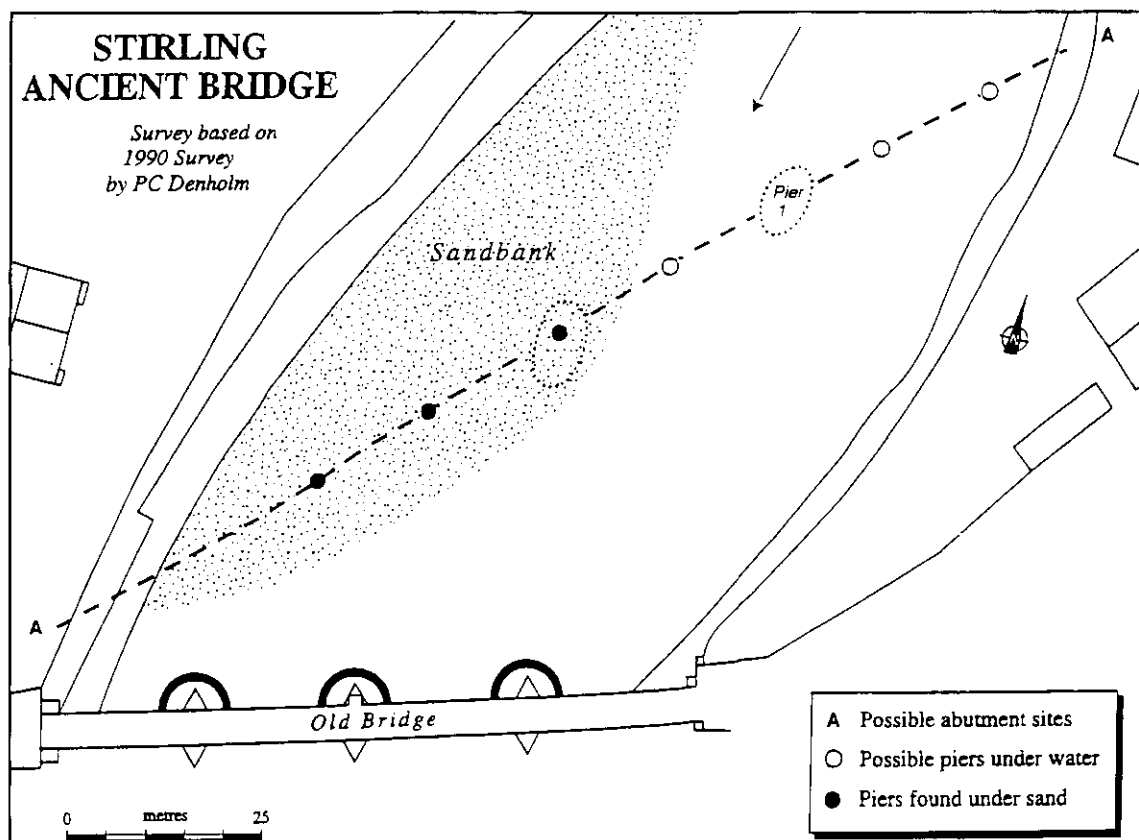 STIRLING
ANCIENT BRIDGE
Survey based on
1990 Survey
by PC Denholm
A
Pier
1
Sandbank
A
Old Bridge
A Possible abutment sites
Possible piers under water
Piers found under sand
0 metres 25